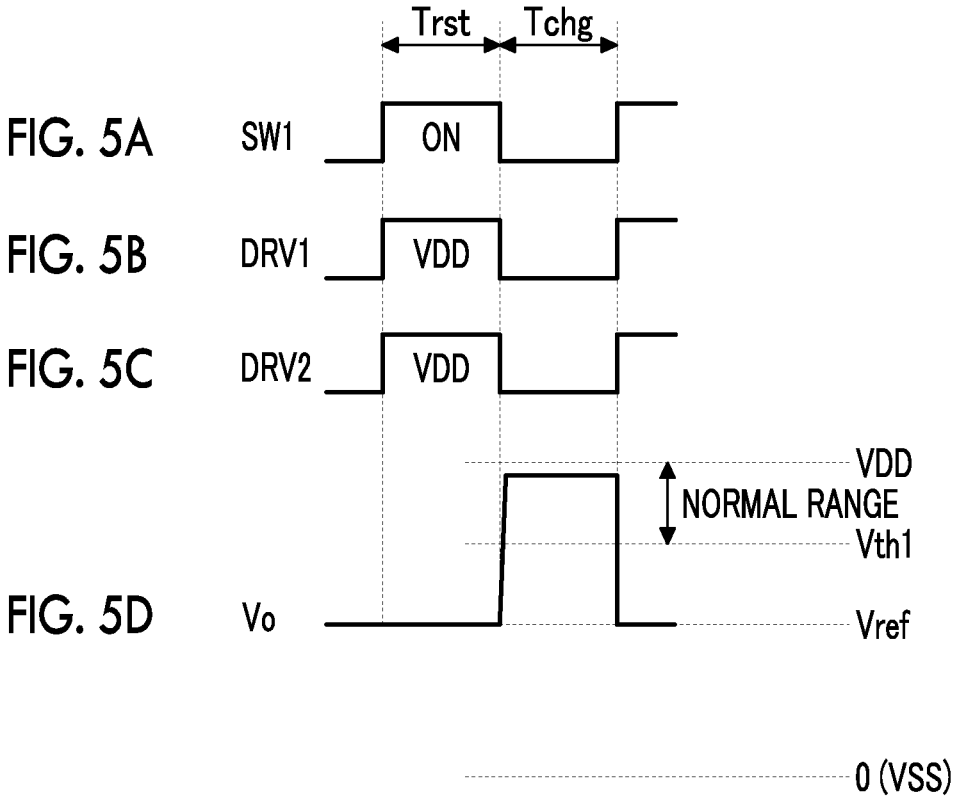 Trst Tchg
FIG. 5A SW1 ON
FIG. 5B DRV1 VDD
FIG. 5C DRV2 VDD
VDD
NORMAL RANGE
Vth1
FIG. 5D Vo Vref
0 (VSS)